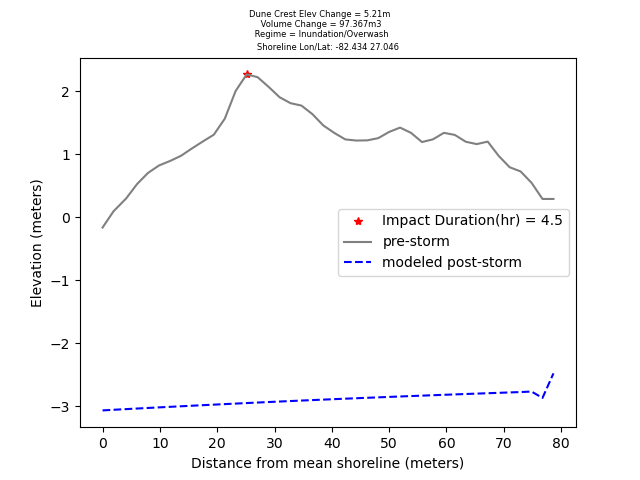 Dune Crest Elev Change = 5.21m
Volume Change = 97.367m3
Regime = Inundation/Overwash
Shoreline Lon/Lat: -82.434 27.046
2
1
0
−1
−2
−3
Elevation (meters)
Impact Duration(hr) = 4.5
pre-storm
modeled post-storm
0 10 20 30 40 50 60 70 80
Distance from mean shoreline (meters)